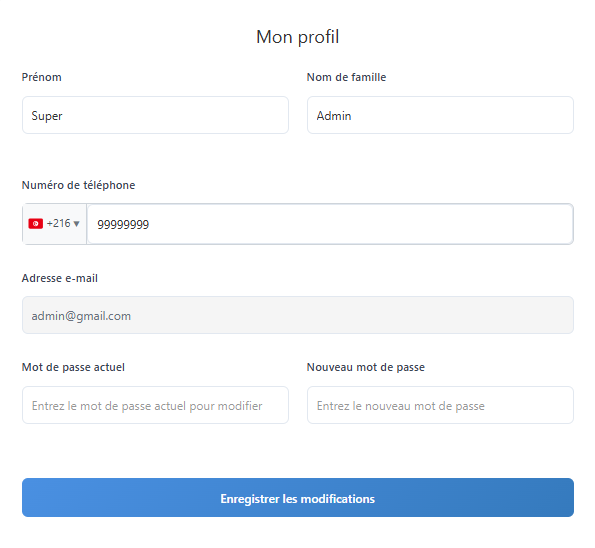 Mon profil
Prénom Nom de famille
Super Admin
Numéro de téléphone
+216 ▼ 99999999
Adresse e-mail
admin@gmail.com
Mot de passe actuel Nouveau mot de passe
Entrez le mot de passe actuel pour modifier Entrez le nouveau mot de passe
Enregistrer les modifications